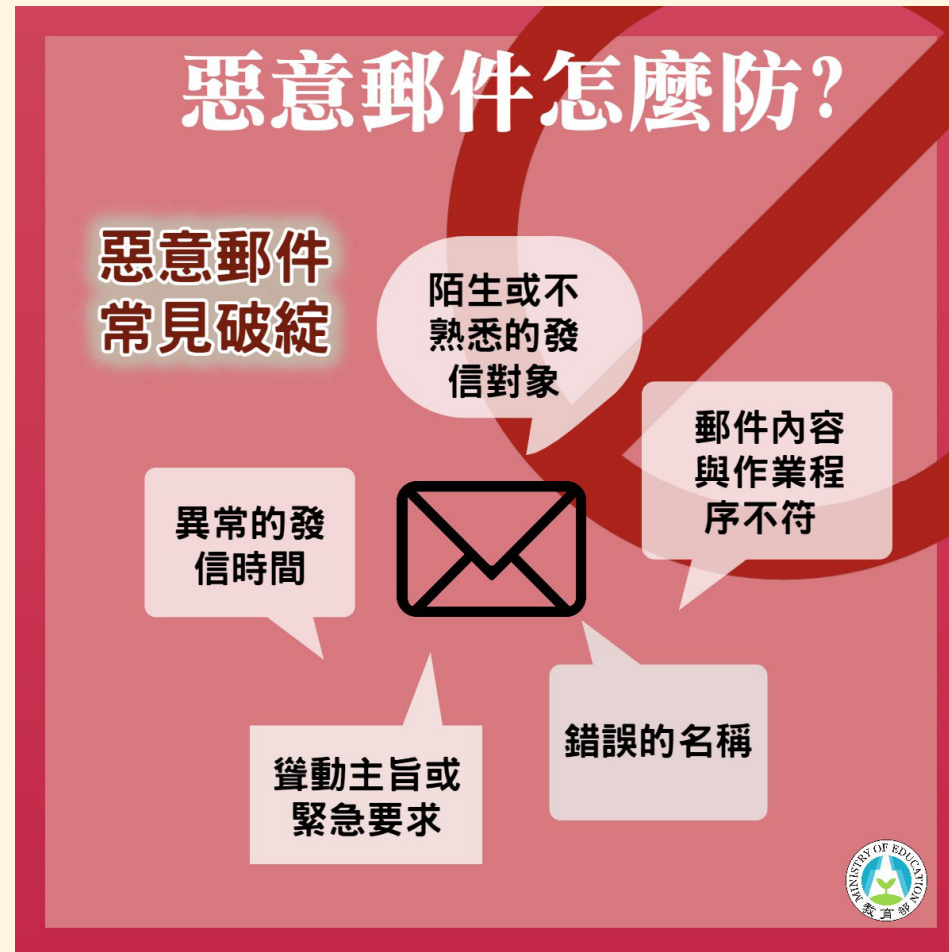 惡意郵件怎麼防?
惡意郵件
常見破綻
陌生或不
熟悉的發
信對象
郵件內容
與作業程
序不符
異常的發
信時間
錯誤的名稱
聳動主旨或
緊急要求
MINISTRY OF EDUCATION
教育部